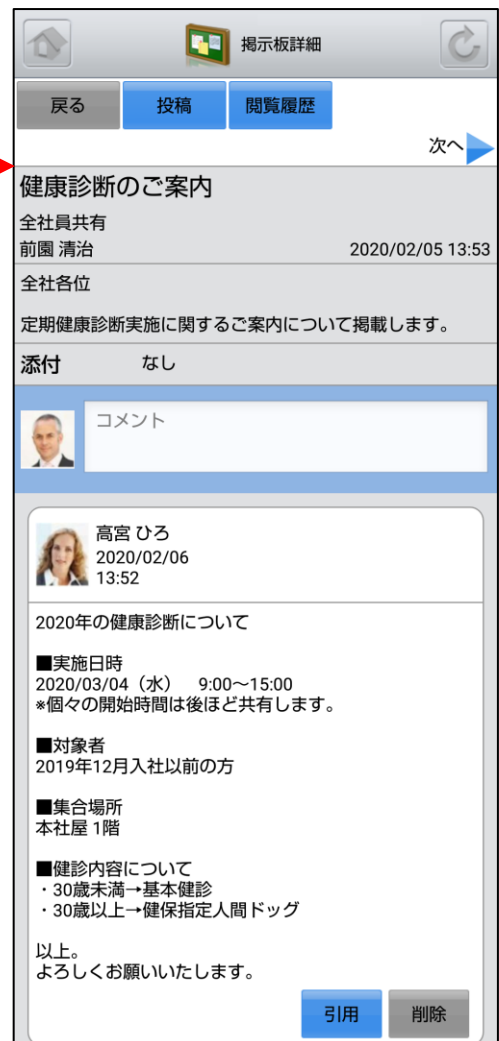 掲示板詳細
戻る 投稿 閲覧履歴
次へ
健康診断のご案内
全社員共有
前園 清治 2020/02/05 13:53
全社各位
定期健康診断実施に関するご案内について掲載します。
添付 なし
コメント
高宮 ひろ
2020/02/06
13:52
2020年の健康診断について
■実施日時
2020/03/04（水） 9:00～15:00
*個々の開始時間は後ほど共有します。
■対象者
2019年12月入社以前の方
■集合場所
本社屋 1階
■健診内容について
・30歳未満→基本健診
・30歳以上→健保指定人間ドッグ
以上。
よろしくお願いいたします。
引用 削除